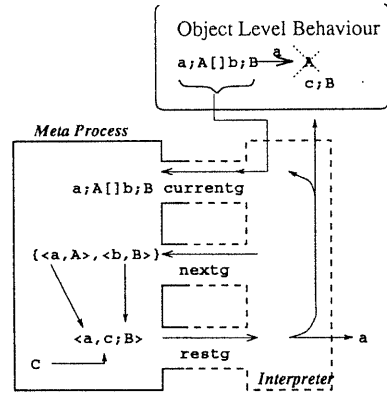 Object Level Behaviour
a
a;A[]b;B
A
c;B
Meta Process
a;A[]b;B currentg
{<a,A>,<b,B>}
nextg
<a,c;B>
restg
a
C
Interpreter